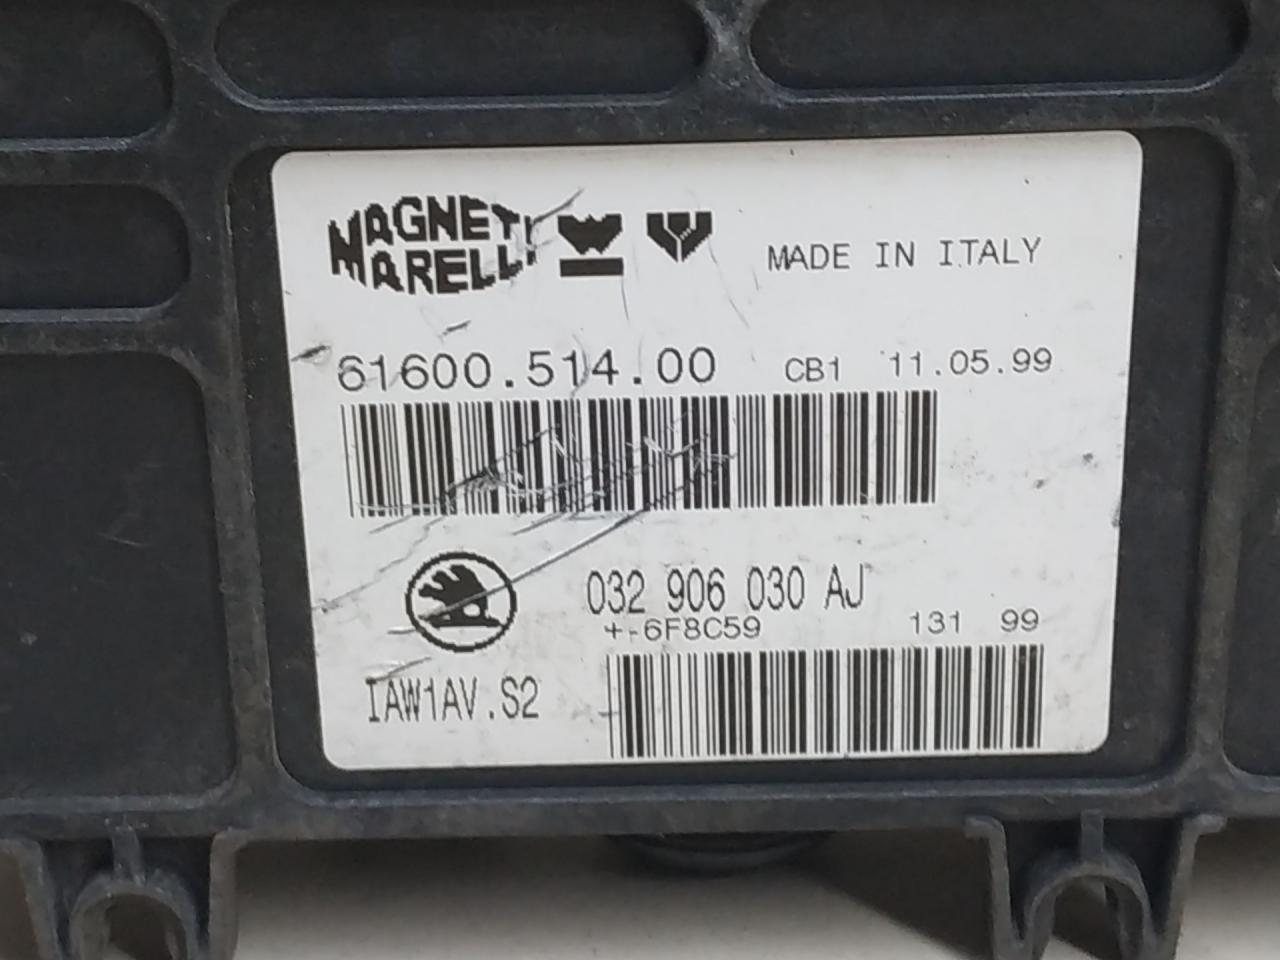 MAGNETI
MARELLI
MADE IN ITALY
61600.514.00 CB1 11.05.99
032 906 030 AJ
+-6F8C59 131 99
IAW1AV.S2